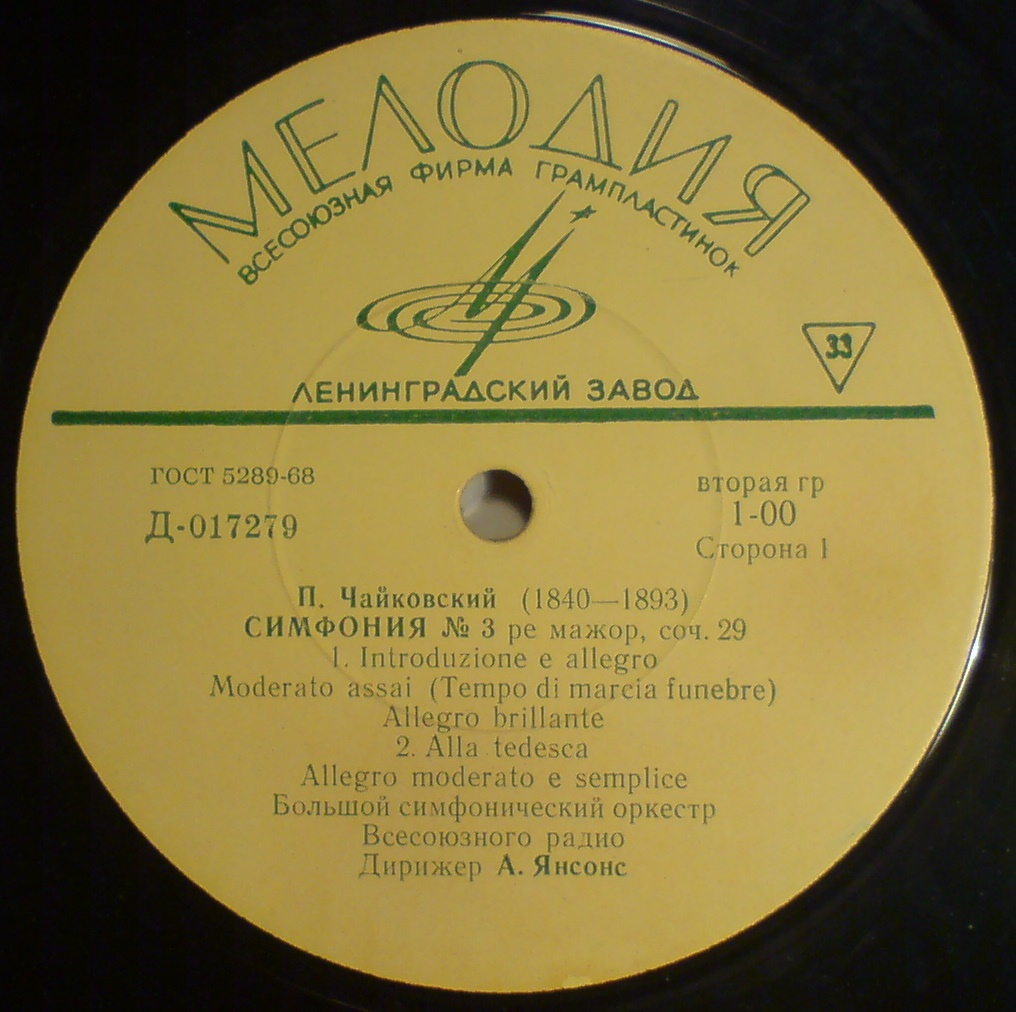 МЕЛОДИЯ
ВСЕСОЮЗНАЯ ФИРМА ГРАМПЛАСТИНОК
33
ЛЕНИНГРАДСКИЙ ЗАВОД
ГОСТ 5289-68
Д-017279
вторая гр
1-00
Сторона 1
П. Чайковский (1840—1893)
СИМФОНИЯ № 3 ре мажор, соч. 29
1. Introduzione e allegro
Moderato assai (Tempo di marcia funebre)
Allegro brillante
2. Alla tedesca
Allegro moderato e semplice
Большой симфонический оркестр
Всесоюзного радио
Дирижер А. Янсонс